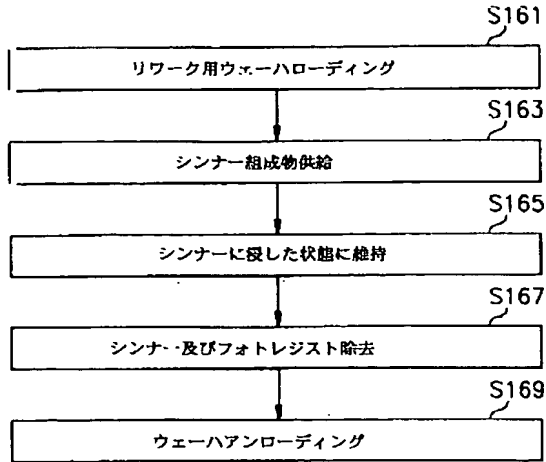 S161
リワーク用ウェーハローディング
S163
シンナー組成物供給
S165
シンナーに浸した状態に維持
S167
シンナー及びフォトレジスト除去
S169
ウェーハアンローディング